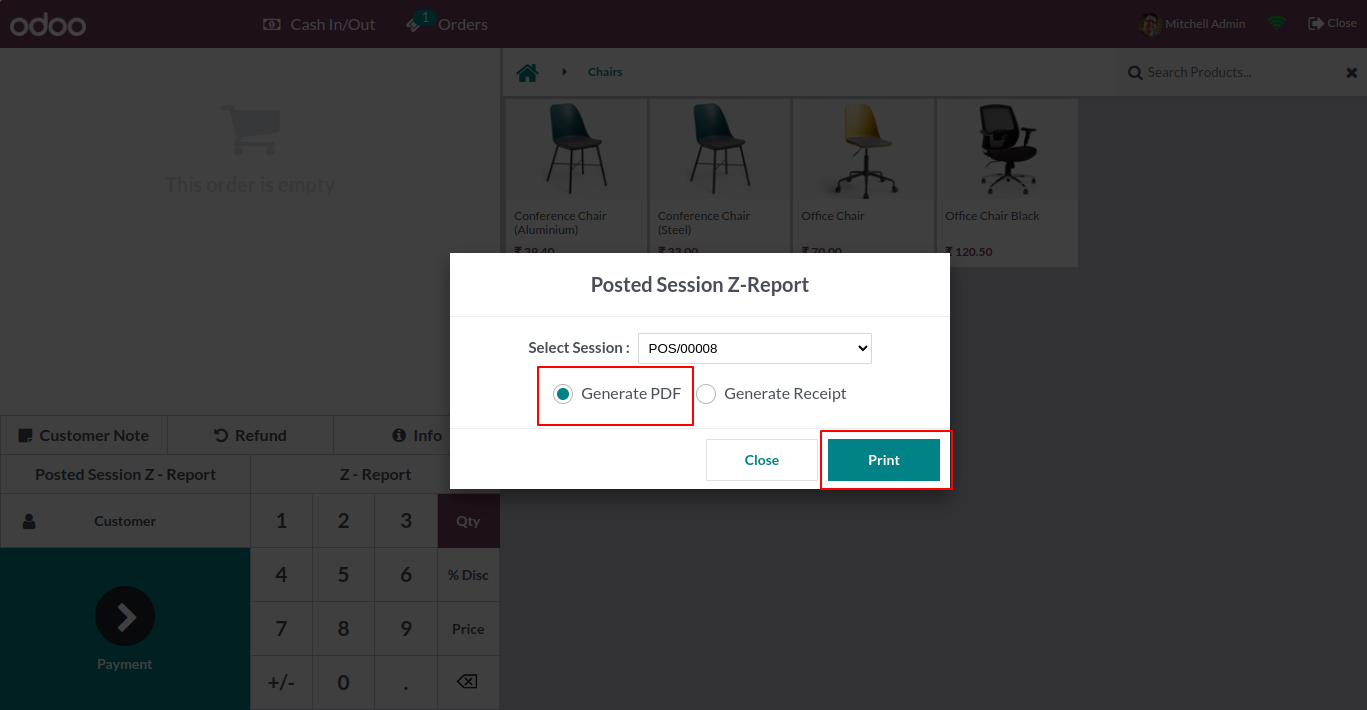 odoo
Cash In/Out
1
Orders
Mitchell Admin
Close
Chairs
Search Products...
This order is empty
Conference Chair
(Aluminium)
₹ 39.40
Conference Chair
(Steel)
₹ 33.00
Office Chair
₹ 70.00
Office Chair Black
₹ 120.50
Posted Session Z-Report
Select Session :
POS/00008
Generate PDF
Generate Receipt
Close
Print
Customer Note
Refund
Info
Posted Session Z - Report
Z - Report
Customer
1 2 3 Qty
4 5 6 % Disc
7 8 9 Price
+/- 0 .
Payment